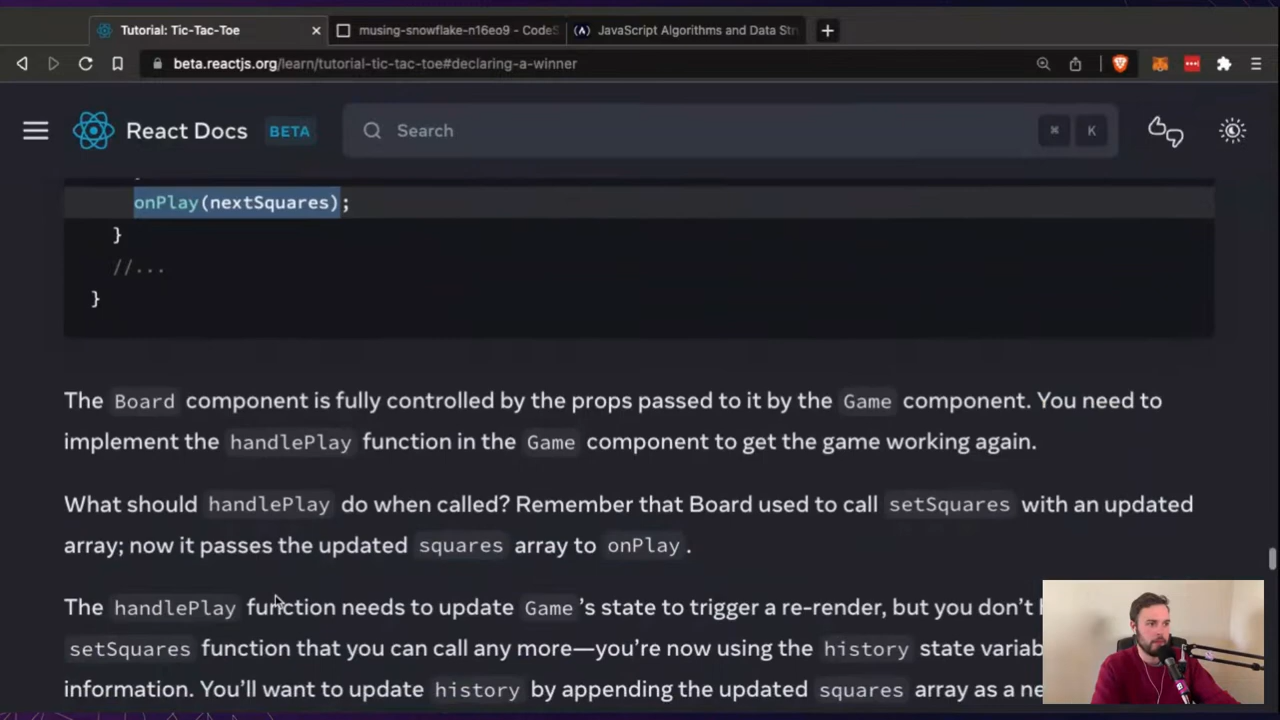 Tutorial: Tic-Tac-Toe
musing-snowflake-n16eo9 - CodeS
JavaScript Algorithms and Data Str
beta.reactjs.org/learn/tutorial-tic-tac-toe#declaring-a-winner
React Docs BETA
Search
⌘ K
onPlay(nextSquares);
}
//...
}
The Board component is fully controlled by the props passed to it by the Game component. You need to
implement the handlePlay function in the Game component to get the game working again.
What should handlePlay do when called? Remember that Board used to call setSquares with an updated
array; now it passes the updated squares array to onPlay.
The handlePlay function needs to update Game's state to trigger a re-render, but you don't
setSquares function that you can call any more—you're now using the history state
information. You'll want to update history by appending the updated squares array as a